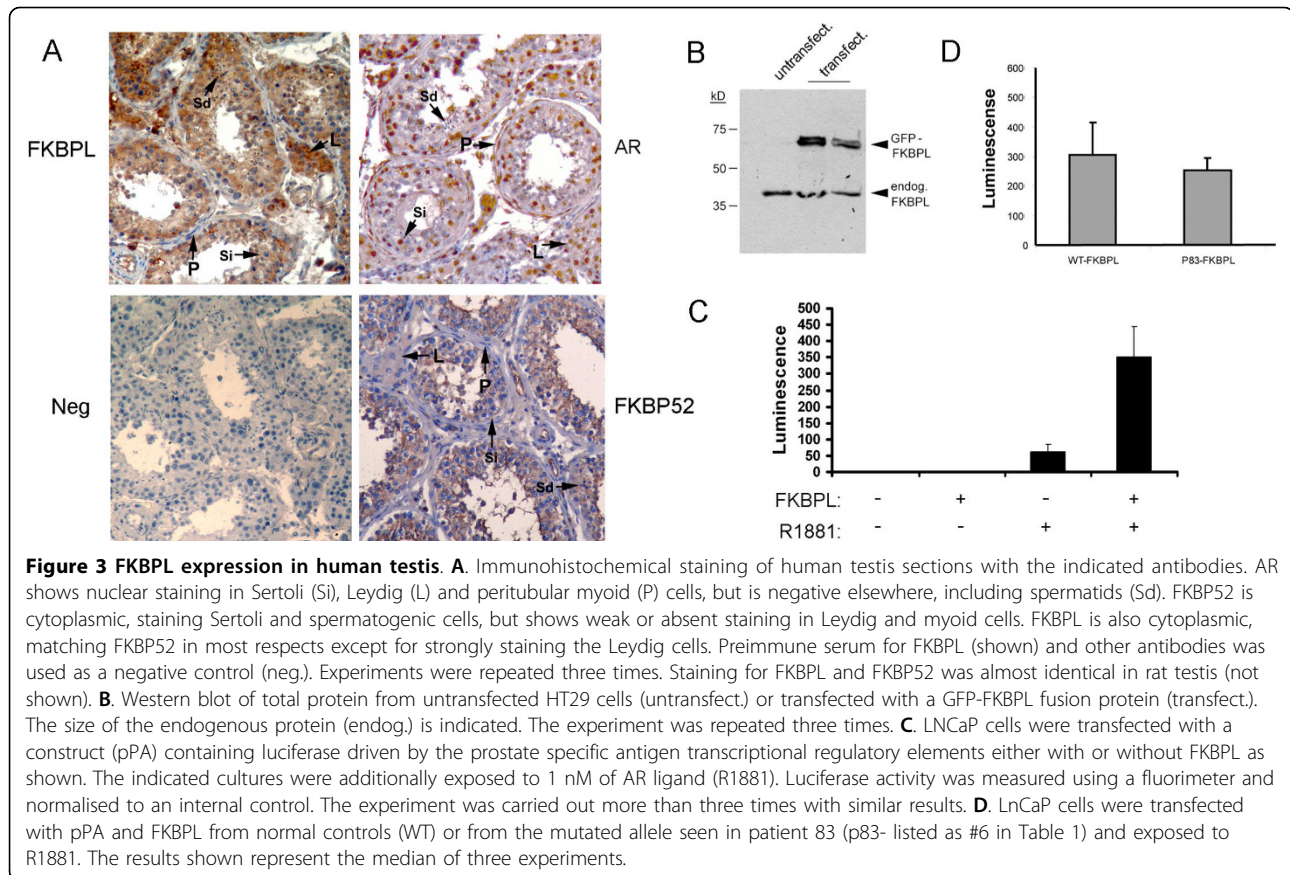 A
B
D
untransfect.
transfect.
kD
75
50
35
GFP-
FKBPL
endog.
FKBPL
Luminescense
600
500
400
300
200
100
0
WT-FKBPL
P83-FKBPL
FKBPL
Sd
L
P
Si
AR
Sd
P
Si
L
Neg
L
P
Si
Sd
FKBP52
C
Luminescence
500
450
400
350
300
250
200
150
100
50
0
FKBPL: - + - +
R1881: - - + +
Figure 3 FKBPL expression in human testis. A. Immunohistochemical staining of human testis sections with the indicated antibodies. AR
shows nuclear staining in Sertoli (Si), Leydig (L) and peritubular myoid (P) cells, but is negative elsewhere, including spermatids (Sd). FKBP52 is
cytoplasmic, staining Sertoli and spermatogenic cells, but shows weak or absent staining in Leydig and myoid cells. FKBPL is also cytoplasmic,
matching FKBP52 in most respects except for strongly staining the Leydig cells. Preimmune serum for FKBPL (shown) and other antibodies was
used as a negative control (neg.). Experiments were repeated three times. Staining for FKBPL and FKBP52 was almost identical in rat testis (not
shown). B. Western blot of total protein from untransfected HT29 cells (untransfect.) or transfected with a GFP-FKBPL fusion protein (transfect.).
The size of the endogenous protein (endog.) is indicated. The experiment was repeated three times. C. LNCaP cells were transfected with a
construct (pPA) containing luciferase driven by the prostate specific antigen transcriptional regulatory elements either with or without FKBPL as
shown. The indicated cultures were additionally exposed to 1 nM of AR ligand (R1881). Luciferase activity was measured using a fluorimeter and
normalised to an internal control. The experiment was carried out more than three times with similar results. D. LnCaP cells were transfected
with pPA and FKBPL from normal controls (WT) or from the mutated allele seen in patient 83 (p83- listed as #6 in Table 1) and exposed to
R1881. The results shown represent the median of three experiments.